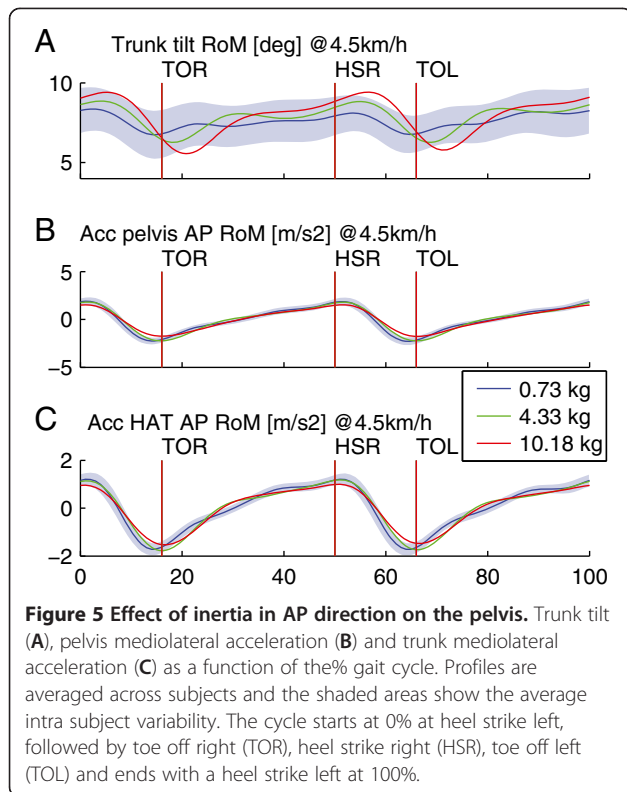 A
Trunk tilt RoM [deg] @4.5km/h
TOR HSR TOL
10
5
B
Acc pelvis AP RoM [m/s2] @4.5km/h
TOR HSR TOL
5
0
−5
0.73 kg
4.33 kg
10.18 kg
C
Acc HAT AP RoM [m/s2] @4.5km/h
TOR HSR TOL
2
0
−2
0 20 40 60 80 100
Figure 5 Effect of inertia in AP direction on the pelvis. Trunk tilt
(A), pelvis mediolateral acceleration (B) and trunk mediolateral
acceleration (C) as a function of the% gait cycle. Profiles are
averaged across subjects and the shaded areas show the average
intra subject variability. The cycle starts at 0% at heel strike left,
followed by toe off right (TOR), heel strike right (HSR), toe off left
(TOL) and ends with a heel strike left at 100%.